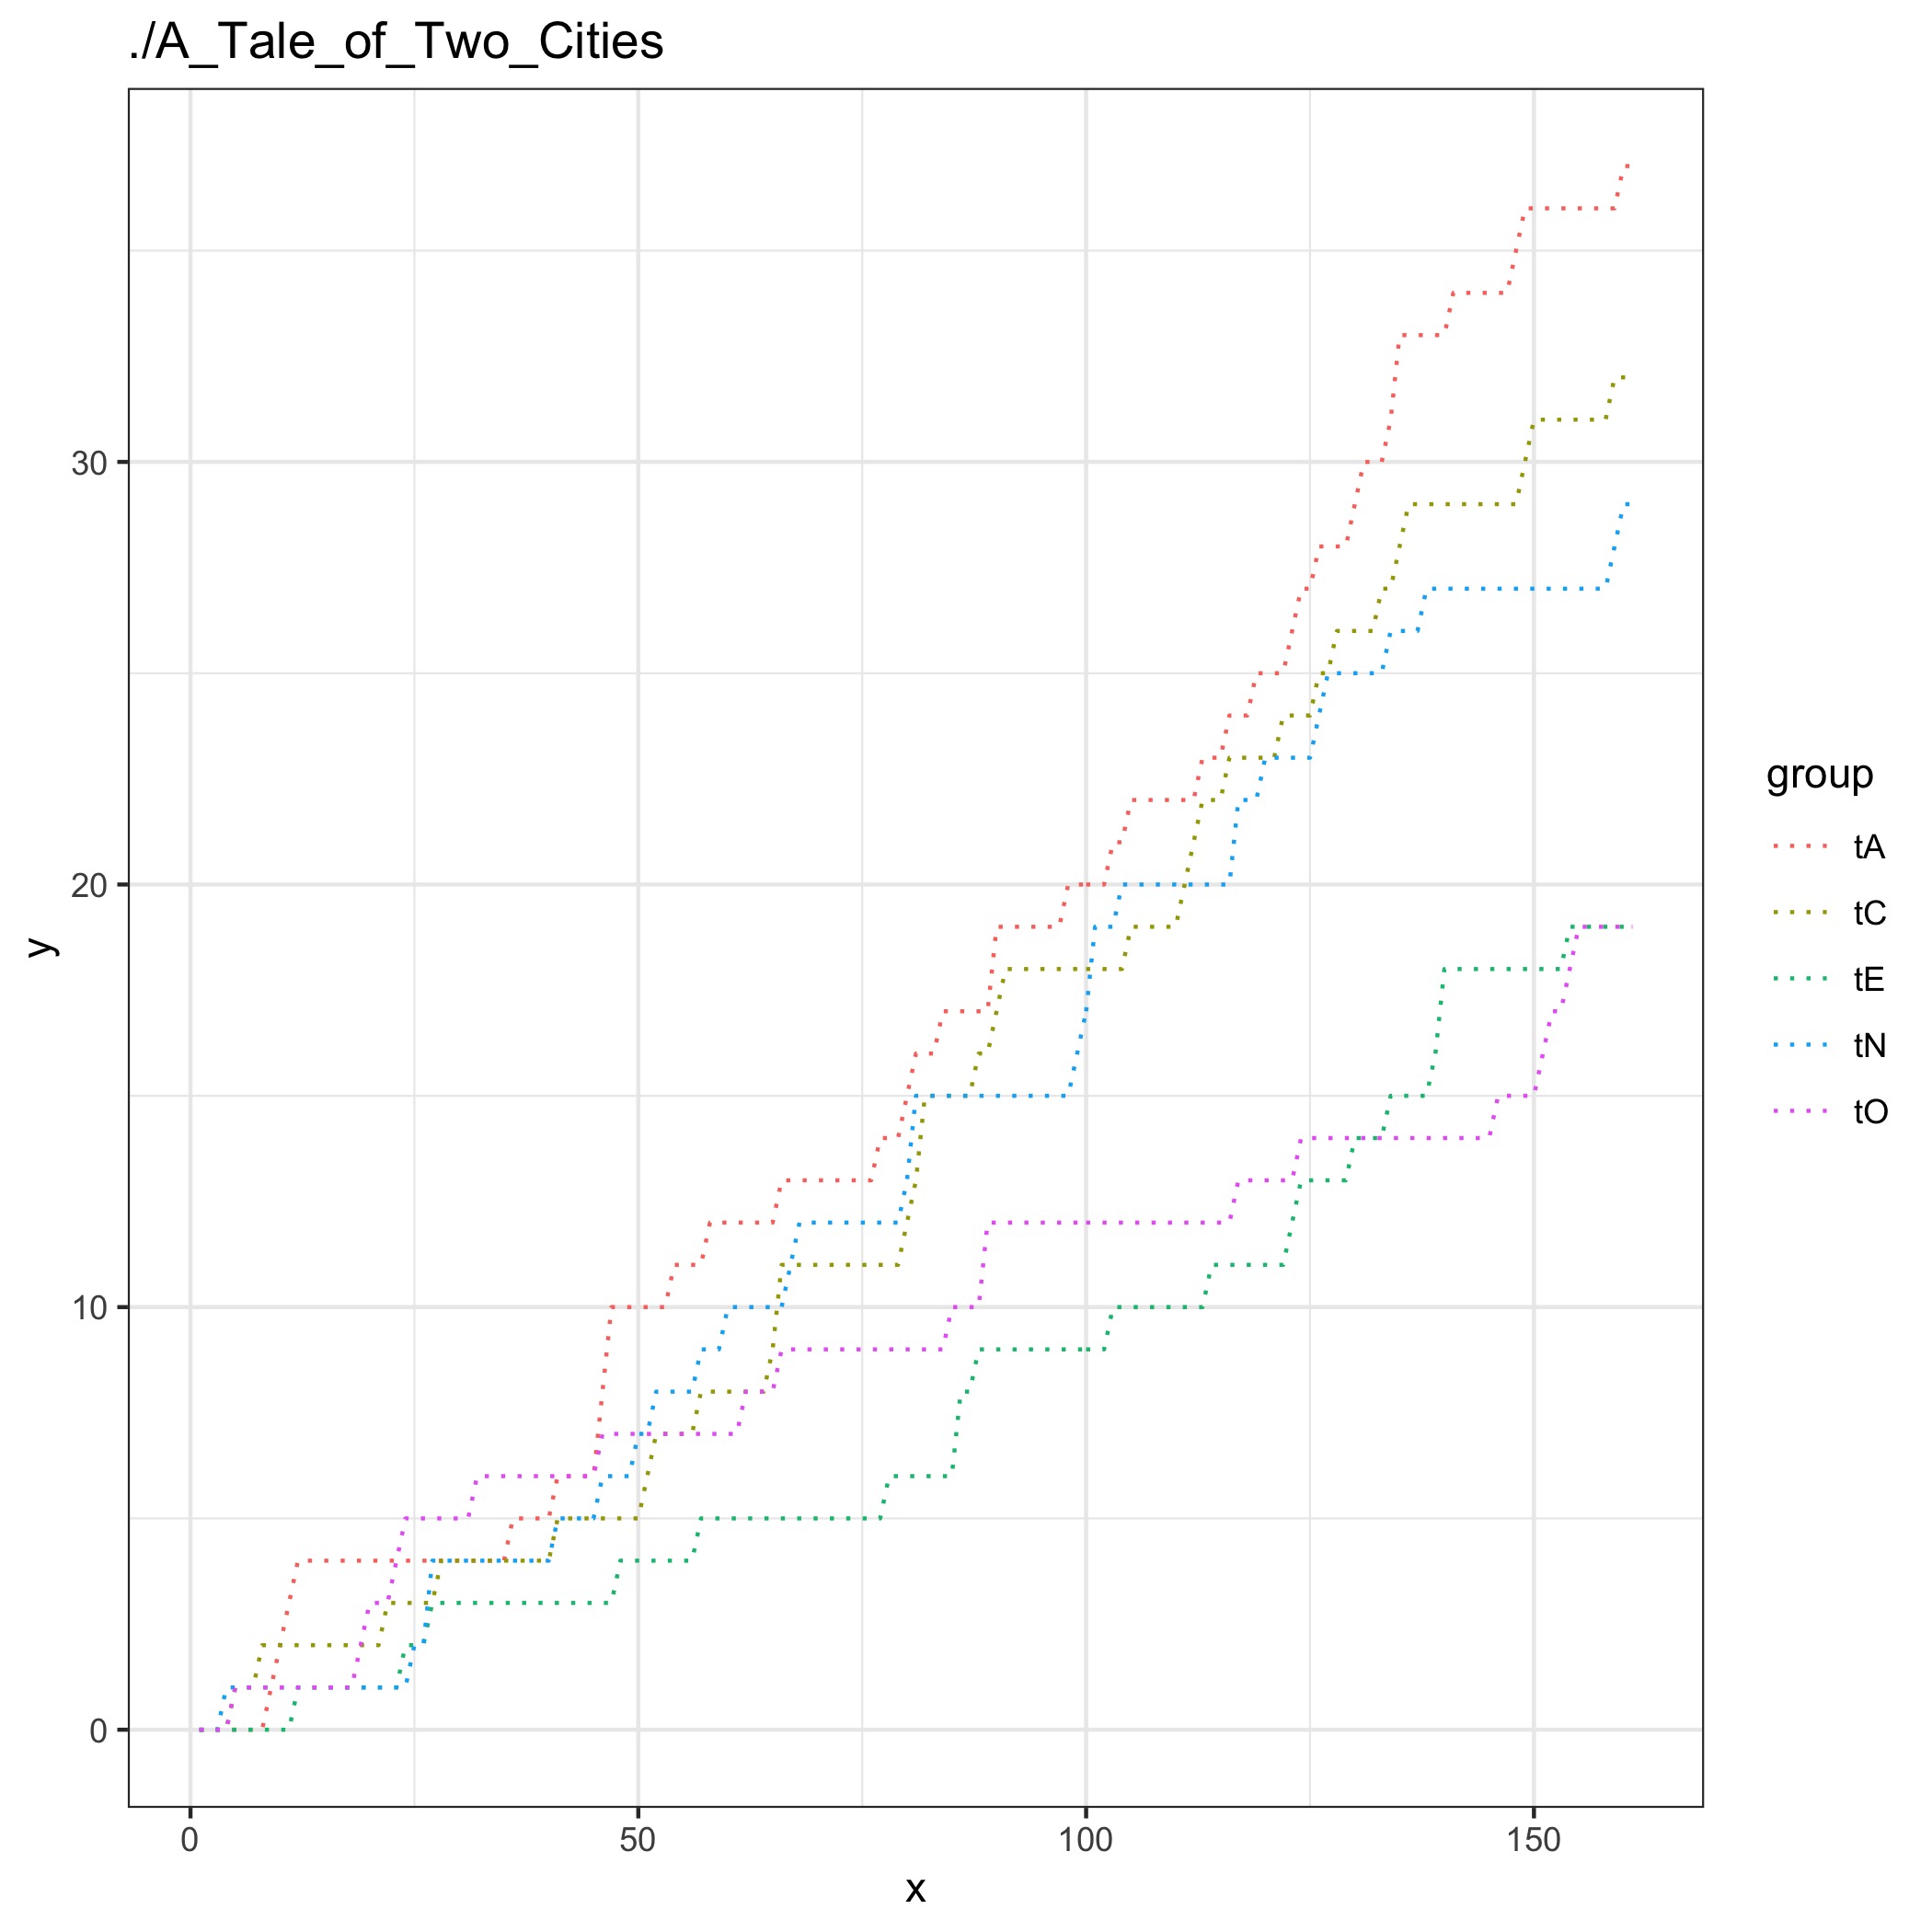 ./A_Tale_of_Two_Cities
30
20
10
0
y
0 50 100 150
x
group
tA
tC
tE
tN
tO